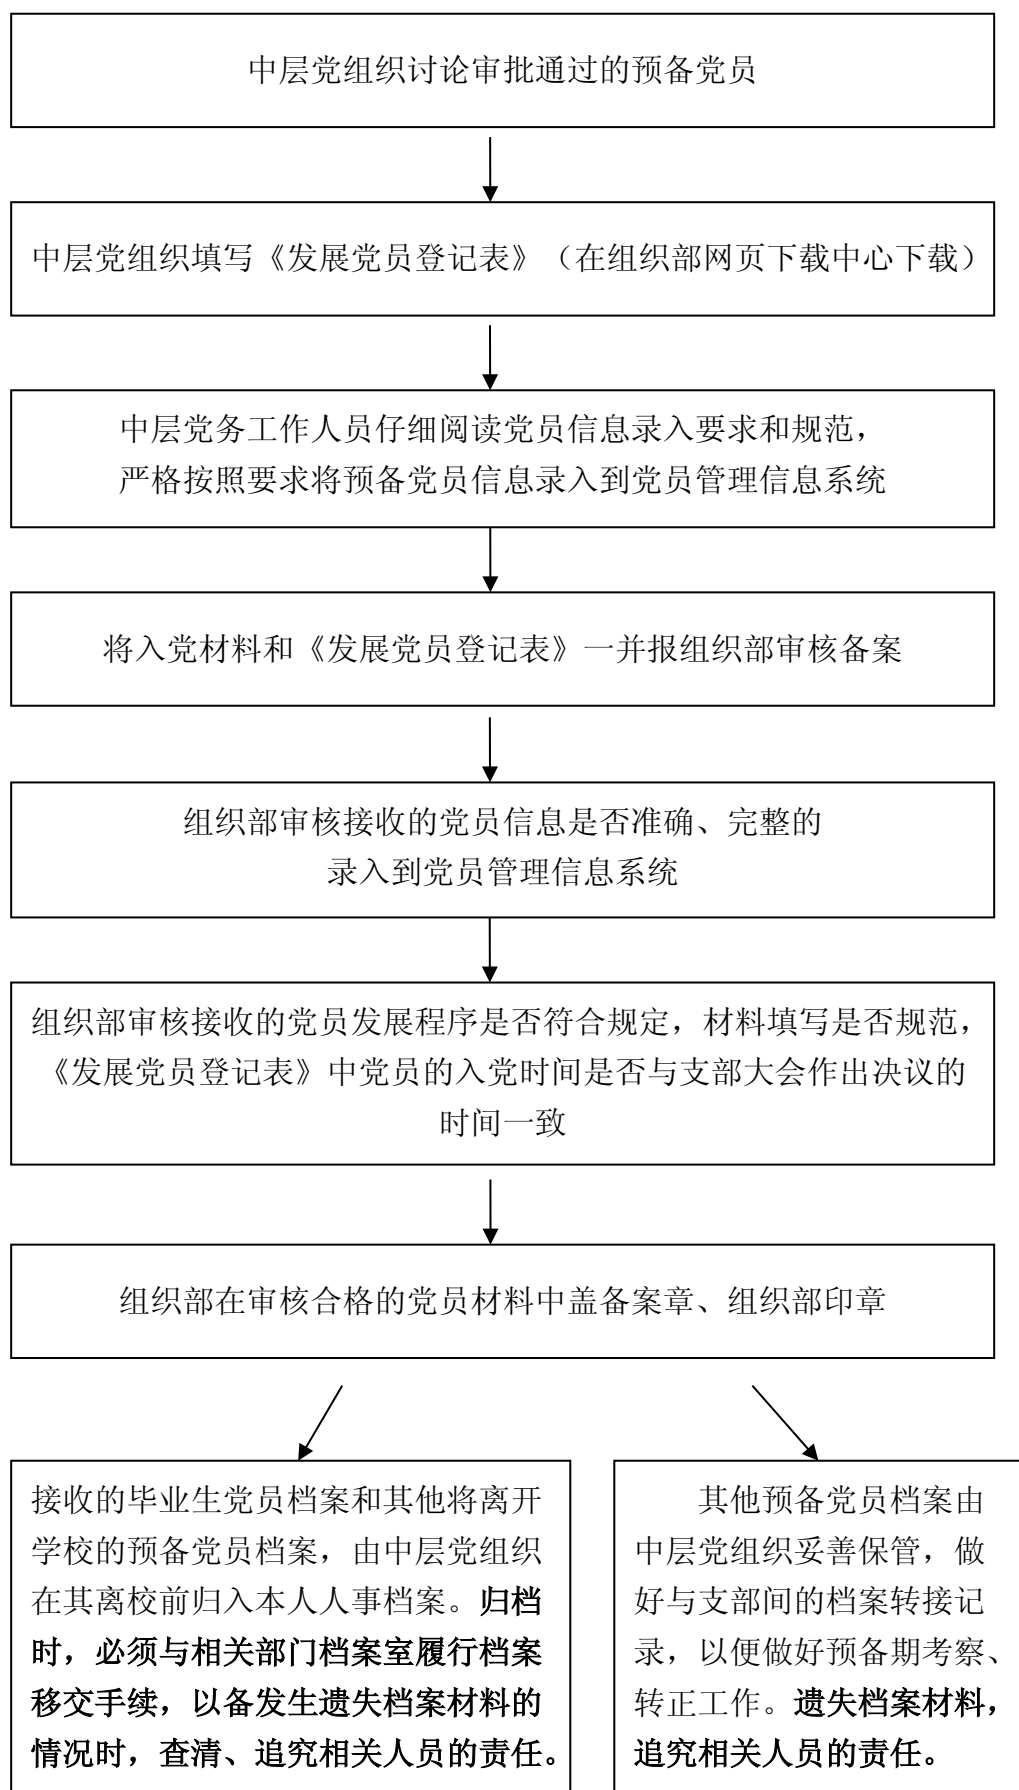 中层党组织讨论审批通过的预备党员
中层党组织填写《发展党员登记表》（在组织部网页下载中心下载）
中层党务工作人员仔细阅读党员信息录入要求和规范，
严格按照要求将预备党员信息录入到党员管理信息系统
将入党材料和《发展党员登记表》一并报组织部审核备案
组织部审核接收的党员信息是否准确、完整的
录入到党员管理信息系统
组织部审核接收的党员发展程序是否符合规定，材料填写是否规范，
《发展党员登记表》中党员的入党时间是否与支部大会作出决议的
时间一致
组织部在审核合格的党员材料中盖备案章、组织部印章
接收的毕业生党员档案和其他将离开
学校的预备党员档案，由中层党组织
在其离校前归入本人人事档案。归档
时，必须与相关部门档案室履行档案
移交手续，以备发生遗失档案材料的
情况时，查清、追究相关人员的责任。
其他预备党员档案由
中层党组织妥善保管，做
好与支部间的档案转接记
录，以便做好预备期考察、
转正工作。遗失档案材料，
追究相关人员的责任。